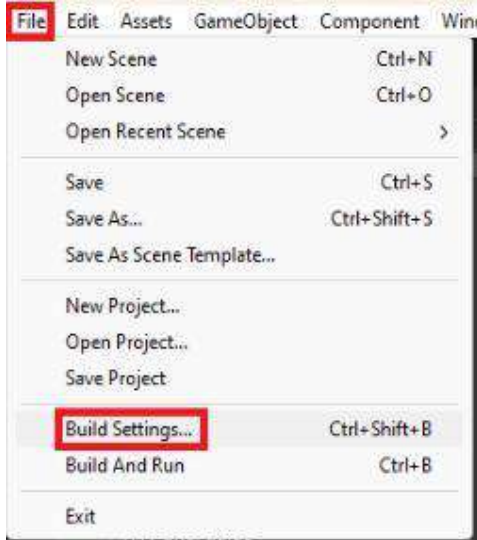 File Edit Assets GameObject Component
New Scene Ctrl+N
Open Scene Ctrl+O
Open Recent Scene >
Save Ctrl+S
Save As... Ctrl+Shift+S
Save As Scene Template...
New Project...
Open Project...
Save Project
Build Settings... Ctrl+Shift+B
Build And Run Ctrl+B
Exit